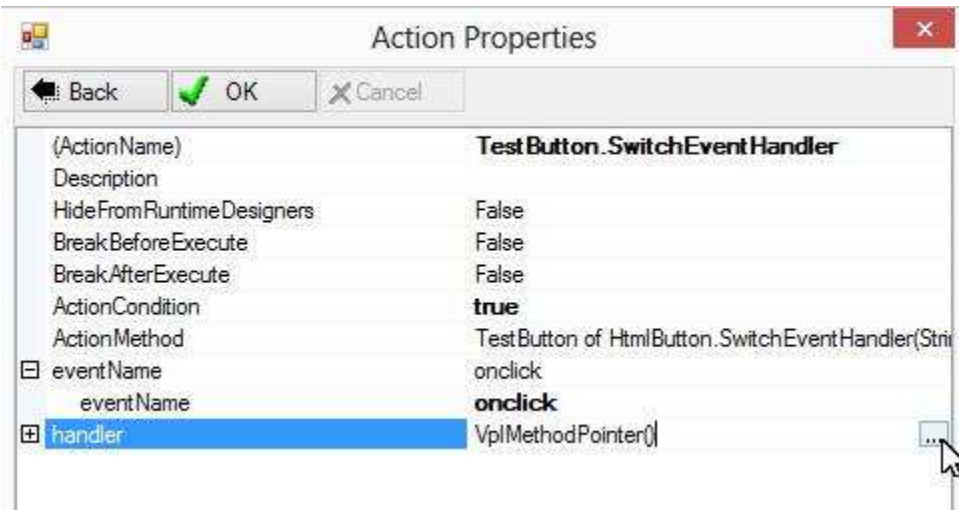 Action Properties
Back OK Cancel
(ActionName) TestButton.SwitchEventHandler
Description
HideFromRuntimeDesigners False
BreakBeforeExecute False
BreakAfterExecute False
ActionCondition true
ActionMethod TestButton of HtmlButton.SwitchEventHandler(Stri
eventName onclick
eventName onclick
handler VplMethodPointer()
...